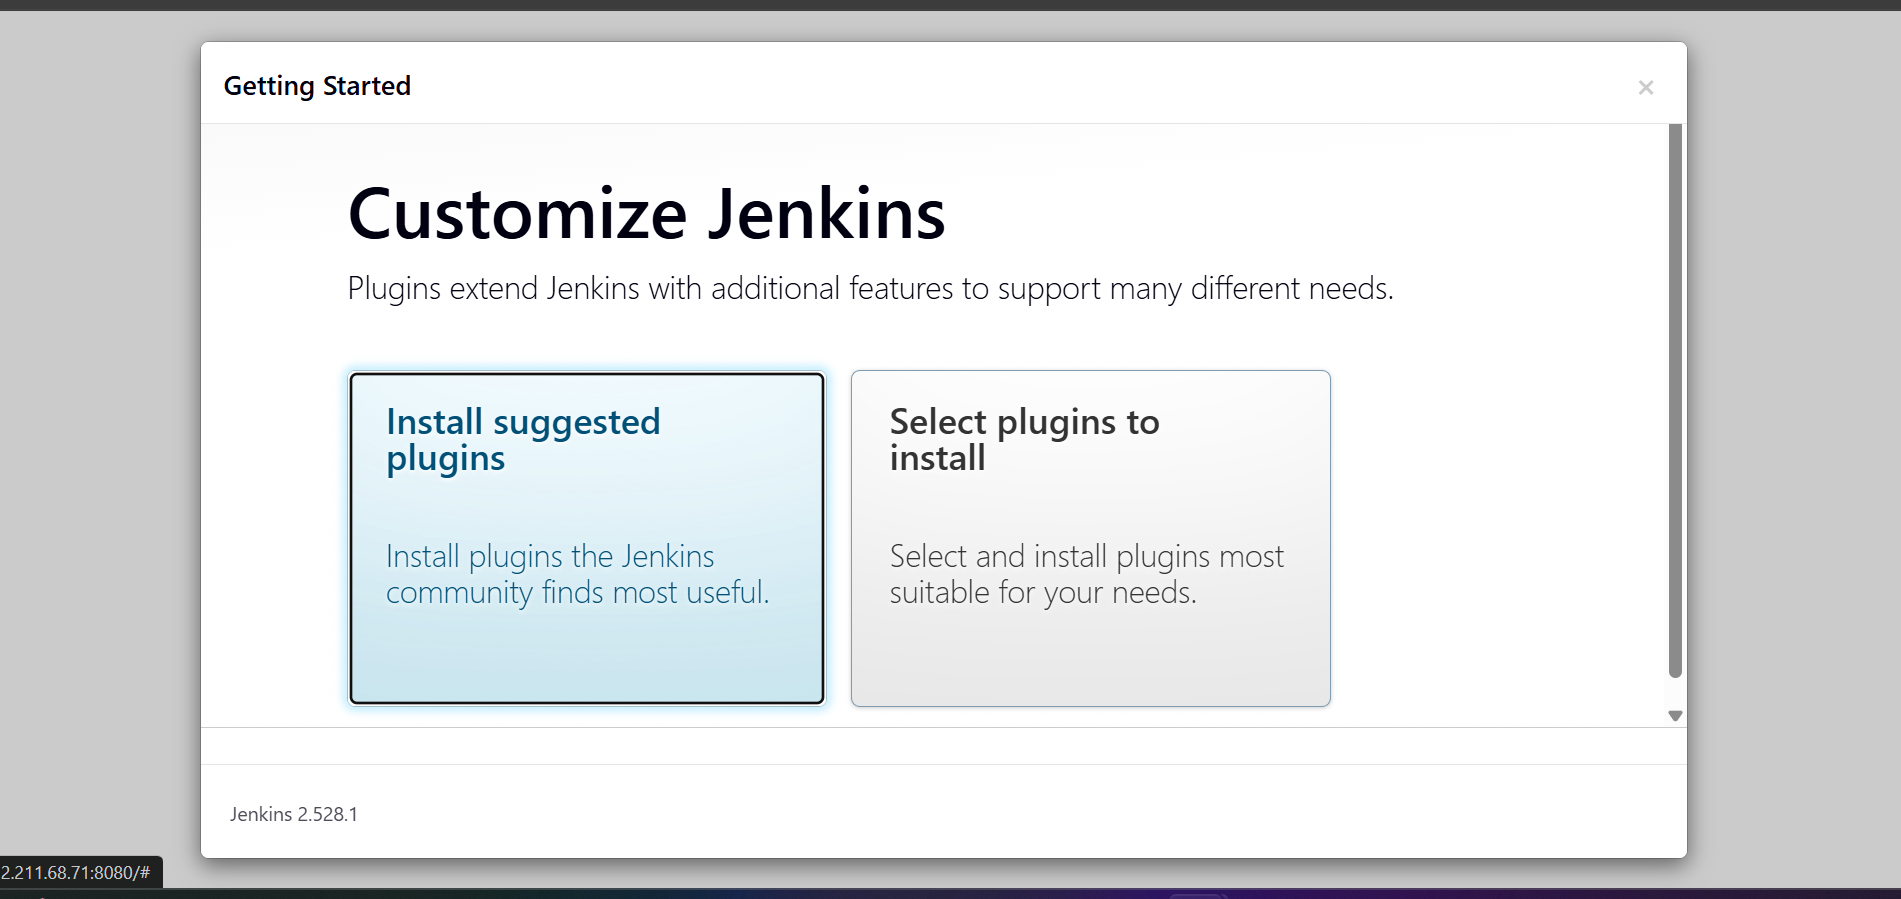 Getting Started
×
Customize Jenkins
Plugins extend Jenkins with additional features to support many different needs.
Install suggested
plugins
Install plugins the Jenkins
community finds most useful.
Select plugins to
install
Select and install plugins most
suitable for your needs.
Jenkins 2.528.1
2.211.68.71:8080/#